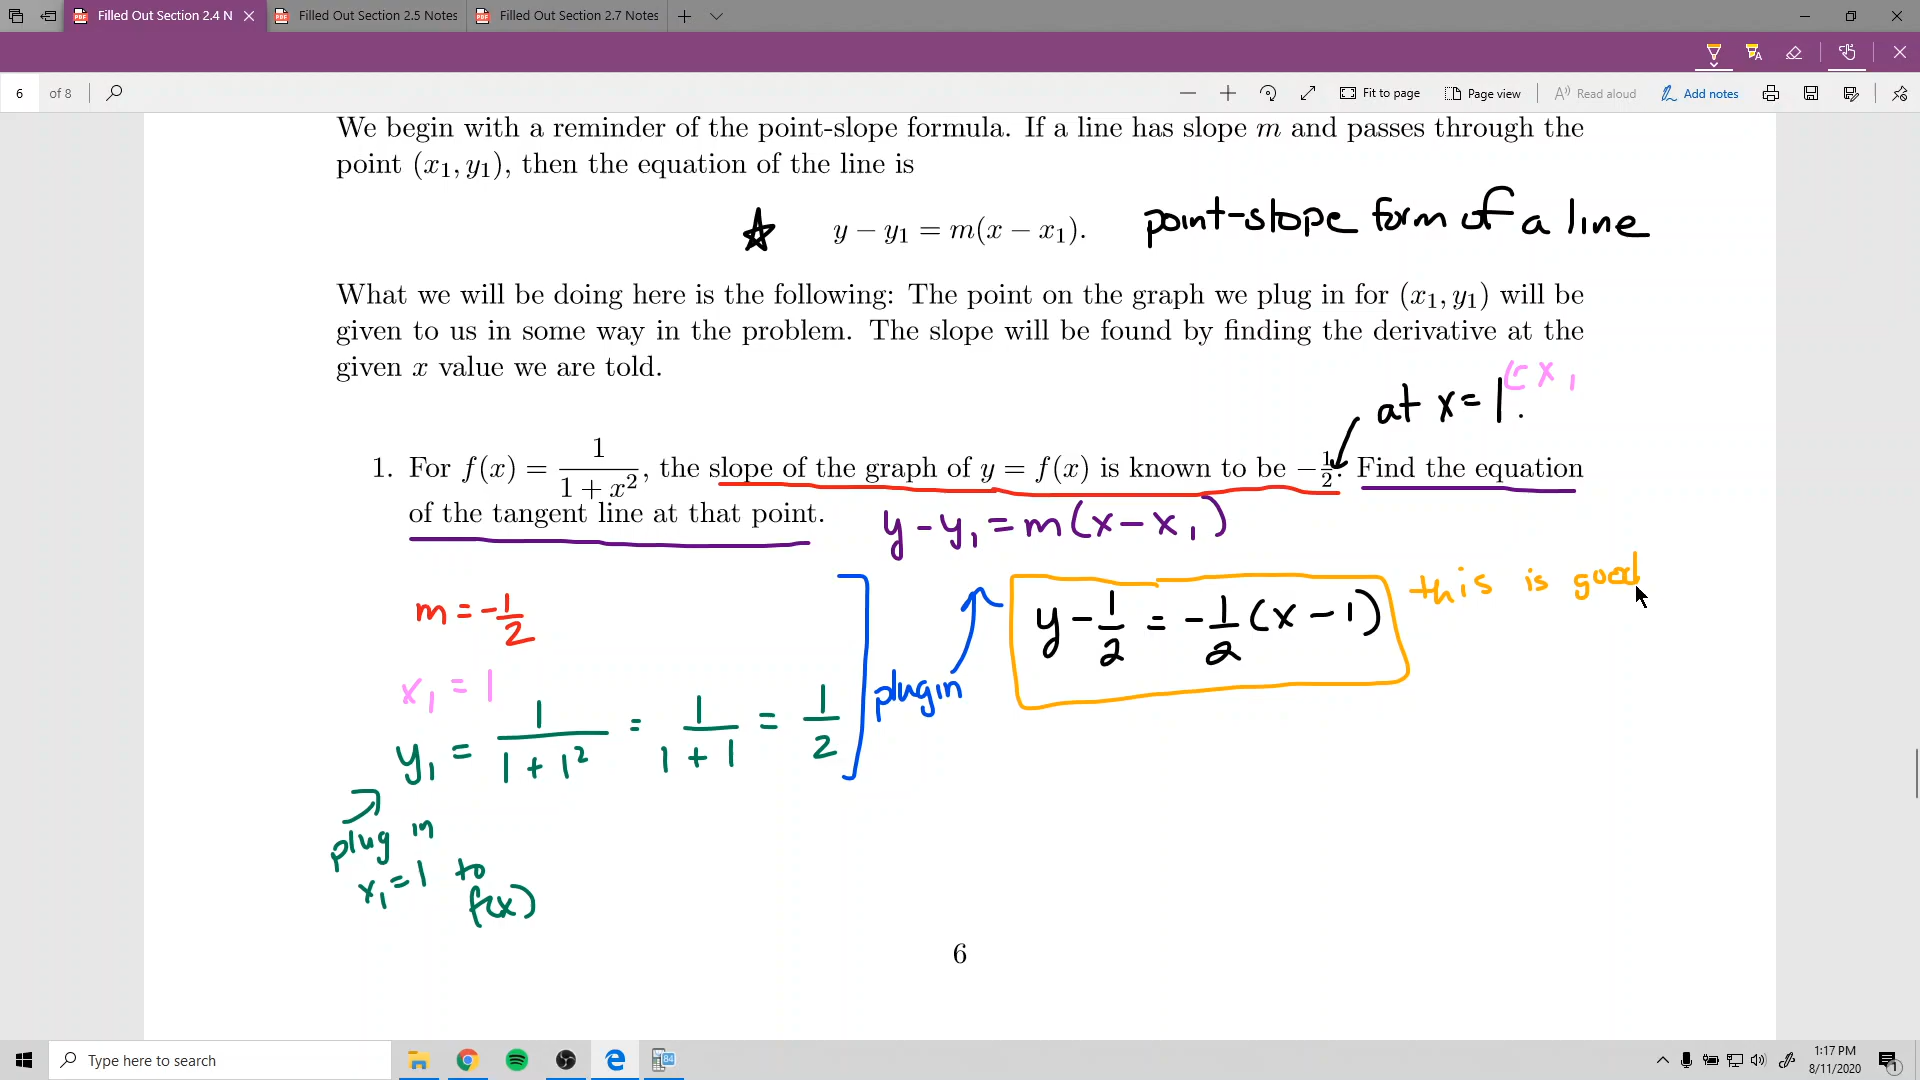 Filled Out Section 2.4 N
Filled Out Section 2.5 Notes
Filled Out Section 2.7 Notes
6 of 8
Fit to page
Page view
Read aloud
Add notes
We begin with a reminder of the point-slope formula. If a line has slope m and passes through the
point (x₁, y₁), then the equation of the line is
y − y₁ = m(x − x₁).
point-slope form of a line
What we will be doing here is the following: The point on the graph we plug in for (x₁, y₁) will be
given to us in some way in the problem. The slope will be found by finding the derivative at the
given x value we are told.
at x = 1.
x₁
1. For f(x) = 1/(1 + x²), the slope of the graph of y = f(x) is known to be −1/2. Find the equation
of the tangent line at that point.
y − y₁ = m(x − x₁)
m = −1/2
x₁ = 1
y₁ = 1/(1 + 1²) = 1/(1 + 1) = 1/2
plug in
x₁ = 1 to
f(x)
plug in
y − 1/2 = −1/2(x − 1)
this is good
6
Type here to search
84
1:17 PM
8/11/2020
1